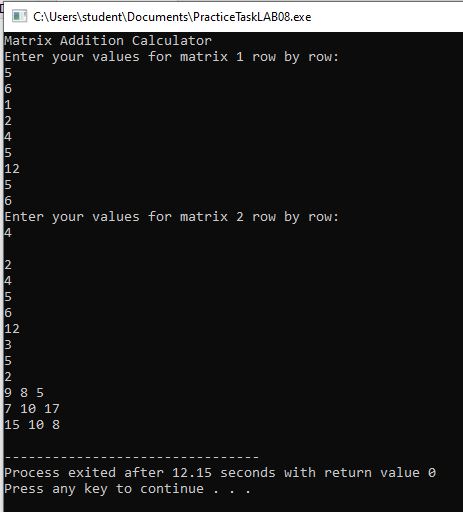 C:\Users\student\Documents\PracticeTaskLAB08.exe
Matrix Addition Calculator
Enter your values for matrix 1 row by row:
5
6
1
2
4
5
12
5
6
Enter your values for matrix 2 row by row:
4

2
4
5
6
12
3
5
2
9 8 5
7 10 17
15 10 8

--------------------------------
Process exited after 12.15 seconds with return value 0
Press any key to continue . . .